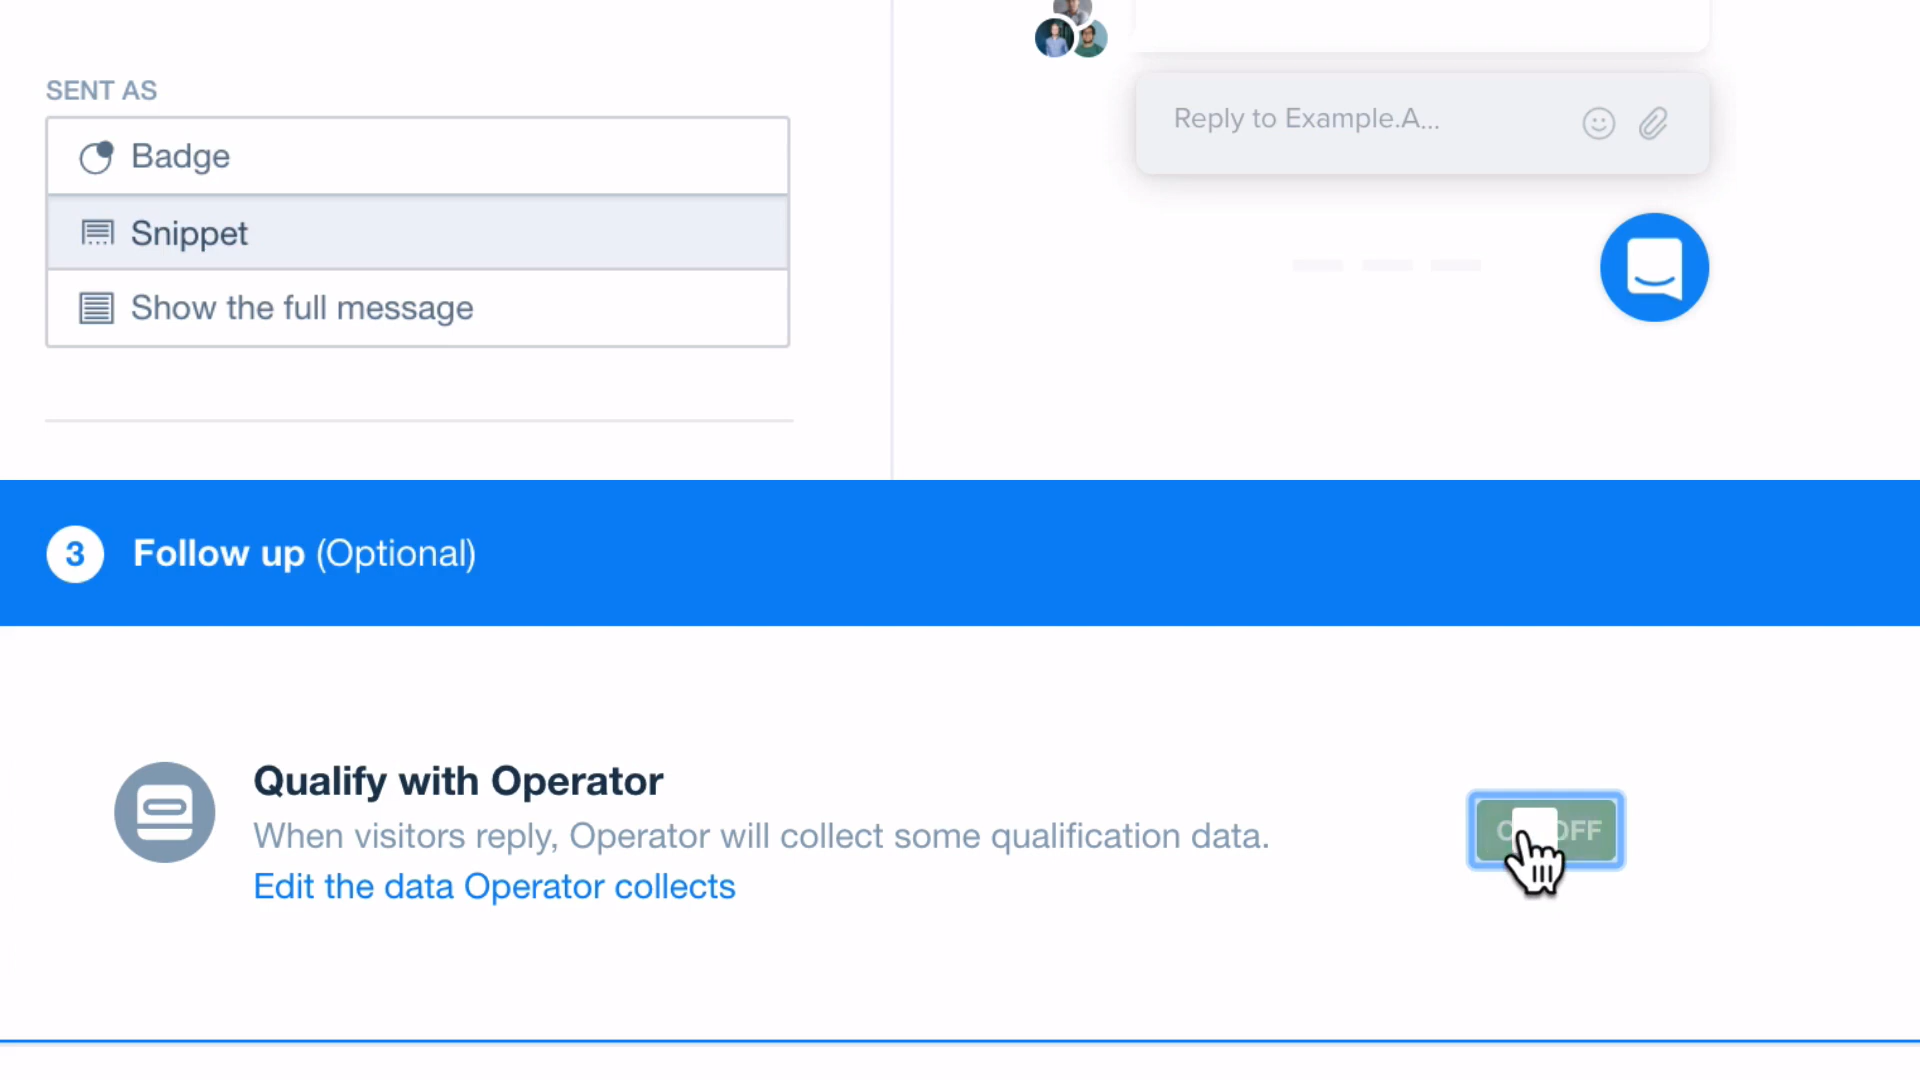 SENT AS
Badge
Snippet
Show the full message
Reply to Example.A...
3 Follow up (Optional)
Qualify with Operator
When visitors reply, Operator will collect some qualification data.
Edit the data Operator collects